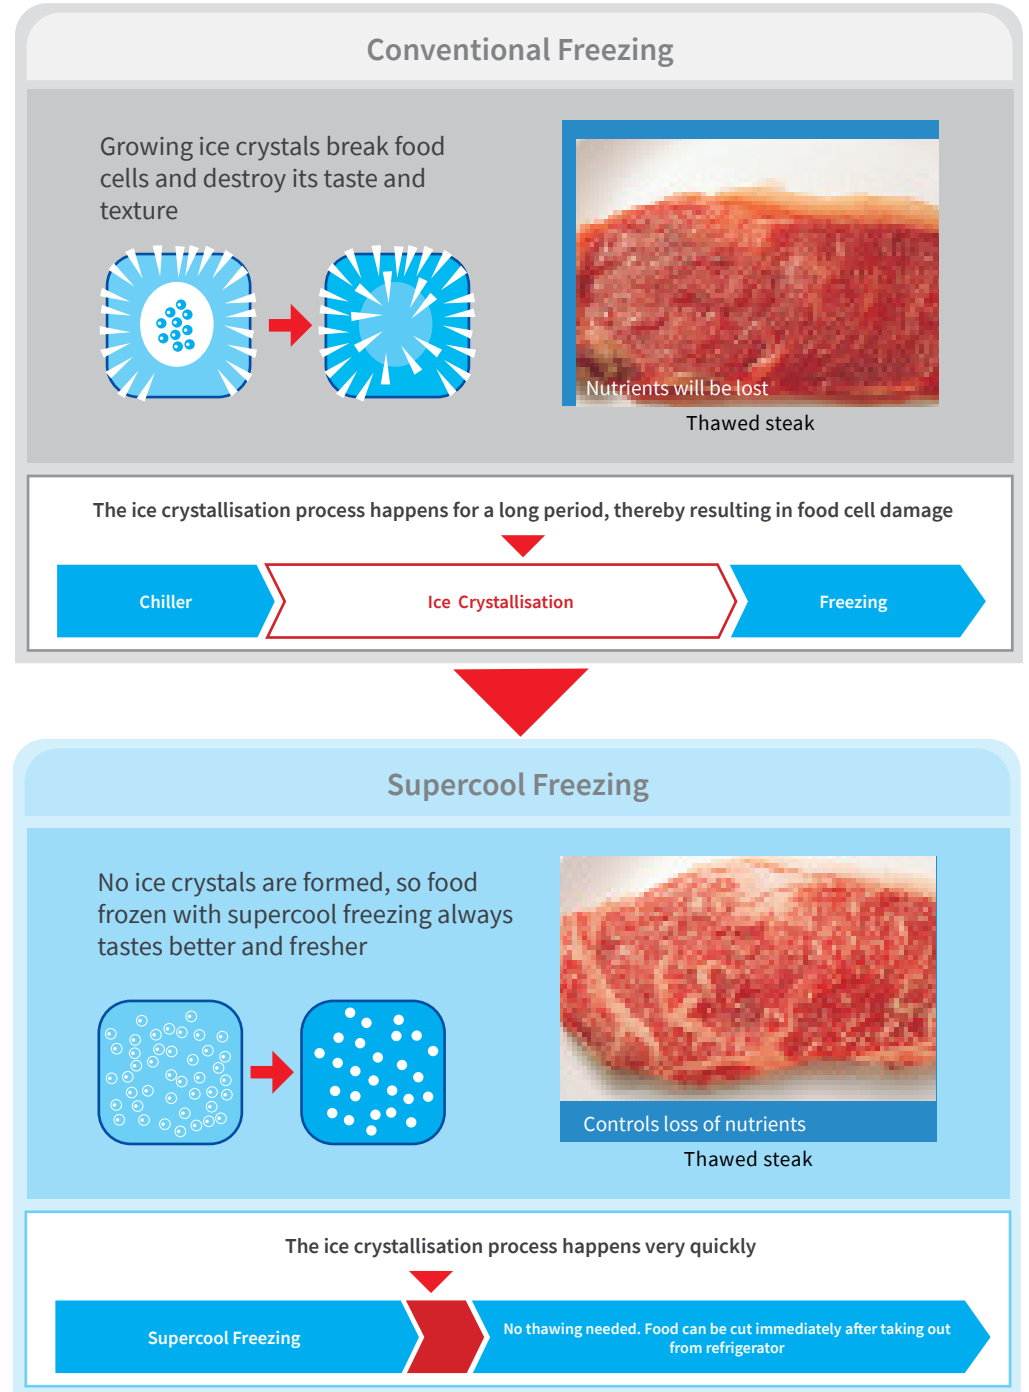 Conventional Freezing
Growing ice crystals break food
cells and destroy its taste and
texture
Nutrients will be lost
Thawed steak
The ice crystallisation process happens for a long period, thereby resulting in food cell damage
Chiller
Ice Crystallisation
Freezing
Supercool Freezing
No ice crystals are formed, so food
frozen with supercool freezing always
tastes better and fresher
Controls loss of nutrients
Thawed steak
The ice crystallisation process happens very quickly
Supercool Freezing
No thawing needed. Food can be cut immediately after taking out
from refrigerator